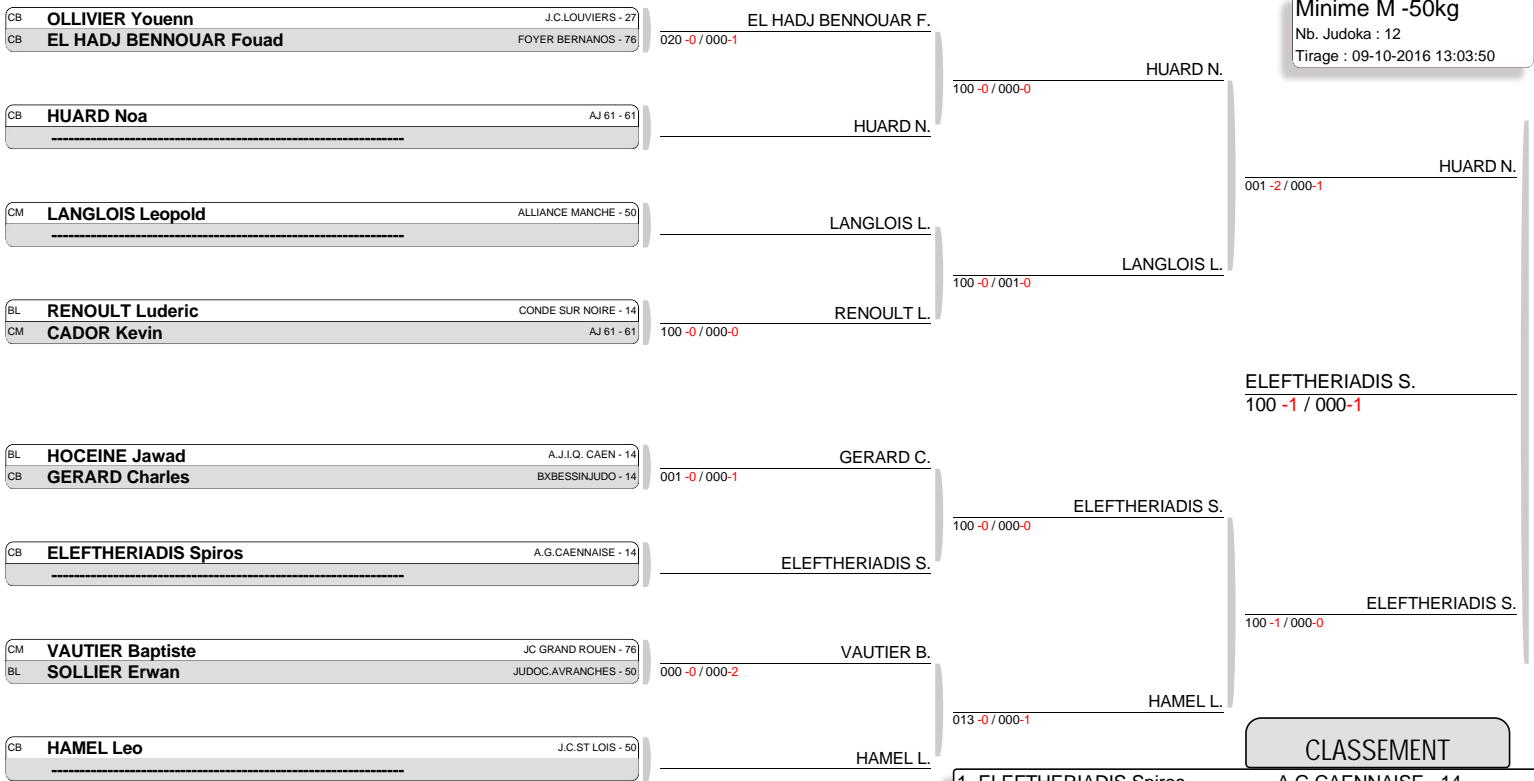 Minime M -50kg
Nb. Judoka : 12
Tirage : 09-10-2016 13:03:50
CB OLLIVIER Youenn J.C.LOUVIERS - 27
CB EL HADJ BENNOUAR Fouad FOYER BERNANOS - 76
EL HADJ BENNOUAR F.
020 -0 / 000-1
HUARD N.
100 -0 / 000-0
CB HUARD Noa AJ 61 - 61
----------------------------------------------------------------
HUARD N.
HUARD N.
001 -2 / 000-1
CM LANGLOIS Leopold ALLIANCE MANCHE - 50
----------------------------------------------------------------
LANGLOIS L.
LANGLOIS L.
100 -0 / 001-0
BL RENOULT Luderic CONDE SUR NOIRE - 14
CM CADOR Kevin AJ 61 - 61
RENOULT L.
100 -0 / 000-0
ELEFTHERIADIS S.
100 -1 / 000-1
BL HOCEINE Jawad A.J.I.Q. CAEN - 14
CB GERARD Charles BXBESSINJUDO - 14
GERARD C.
001 -0 / 000-1
ELEFTHERIADIS S.
100 -0 / 000-0
CB ELEFTHERIADIS Spiros A.G.CAENNAISE - 14
----------------------------------------------------------------
ELEFTHERIADIS S.
ELEFTHERIADIS S.
100 -1 / 000-0
CM VAUTIER Baptiste JC GRAND ROUEN - 76
BL SOLLIER Erwan JUDOC.AVRANCHES - 50
VAUTIER B.
000 -0 / 000-2
HAMEL L.
013 -0 / 000-1
CB HAMEL Leo J.C.ST LOIS - 50
----------------------------------------------------------------
HAMEL L.
CLASSEMENT
1. ELEFTHERIADIS Spiros A.G.CAENNAISE - 14